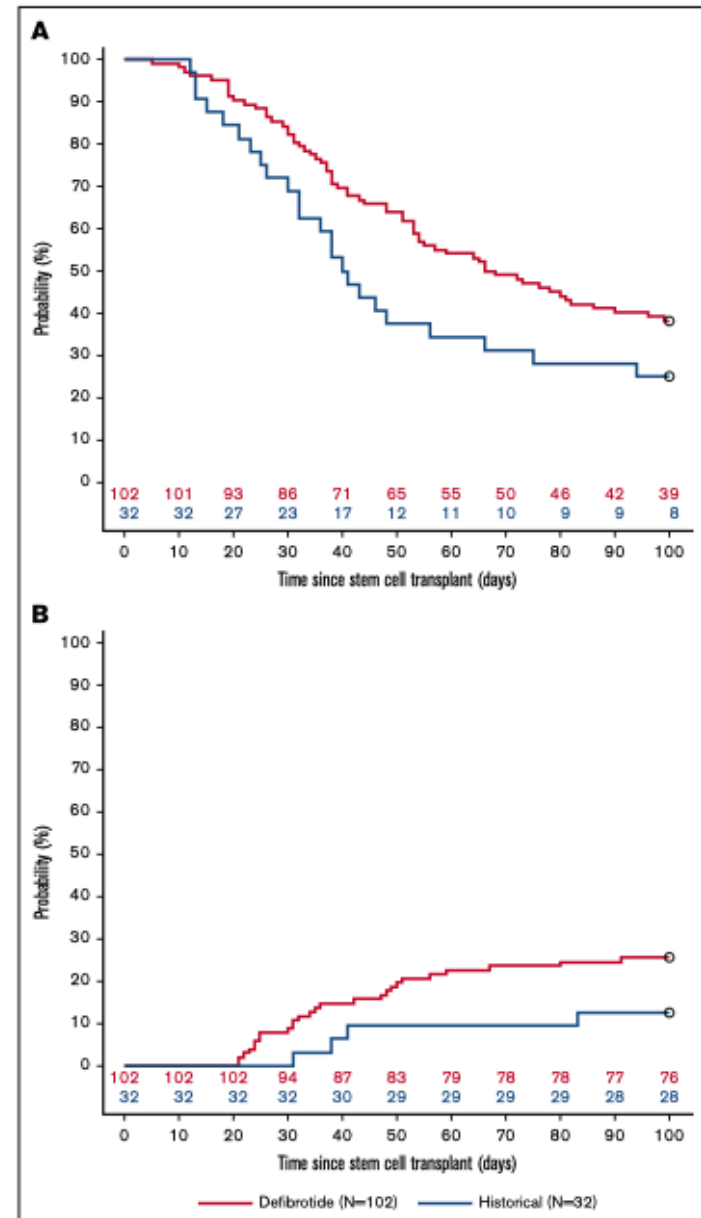 A
100
90
80
70
60
50
40
30
20
10
0
Probability (%)
102 101 93 86 71 65 55 50 46 42 39
32 32 27 23 17 12 11 10 9 9 8
0 10 20 30 40 50 60 70 80 90 100
Time since stem cell transplant (days)
B
100
90
80
70
60
50
40
30
20
10
0
Probability (%)
102 102 102 94 87 83 79 78 78 77 76
32 32 32 32 30 29 29 29 29 28 28
0 10 20 30 40 50 60 70 80 90 100
Time since stem cell transplant (days)
Defibrotide (N=102) Historical (N=32)